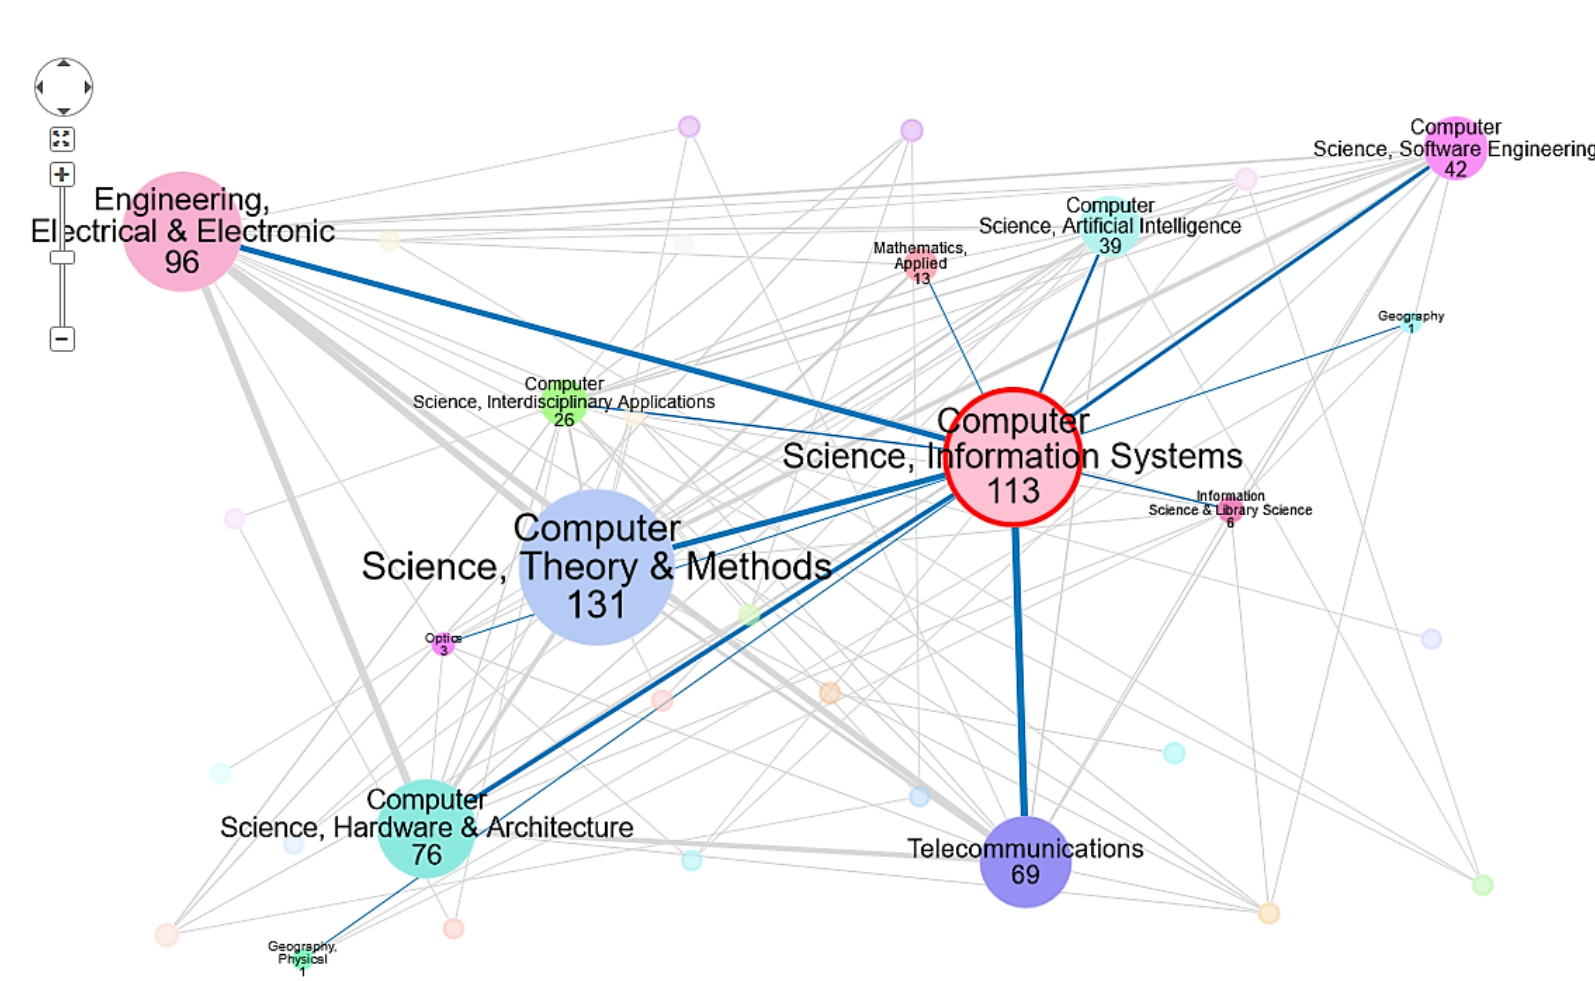 Computer
Science, Software Engineering
42
Engineering,
Electrical & Electronic
96
Computer
Science, Artificial Intelligence
39
Mathematics,
Applied
13
Geography
1
Computer
Science, Interdisciplinary Applications
26
Computer
Science, Information Systems
113
Information
Science & Library Science
6
Computer
Science, Theory & Methods
131
Optics
3
Computer
Science, Hardware & Architecture
76
Telecommunications
69
Geography,
Physical
1